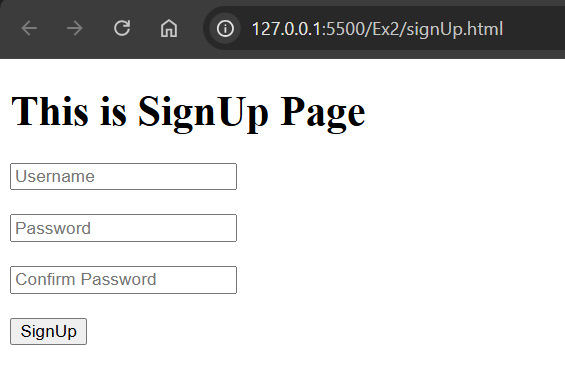 127.0.0.1:5500/Ex2/signUp.html
This is SignUp Page
Username
Password
Confirm Password
SignUp